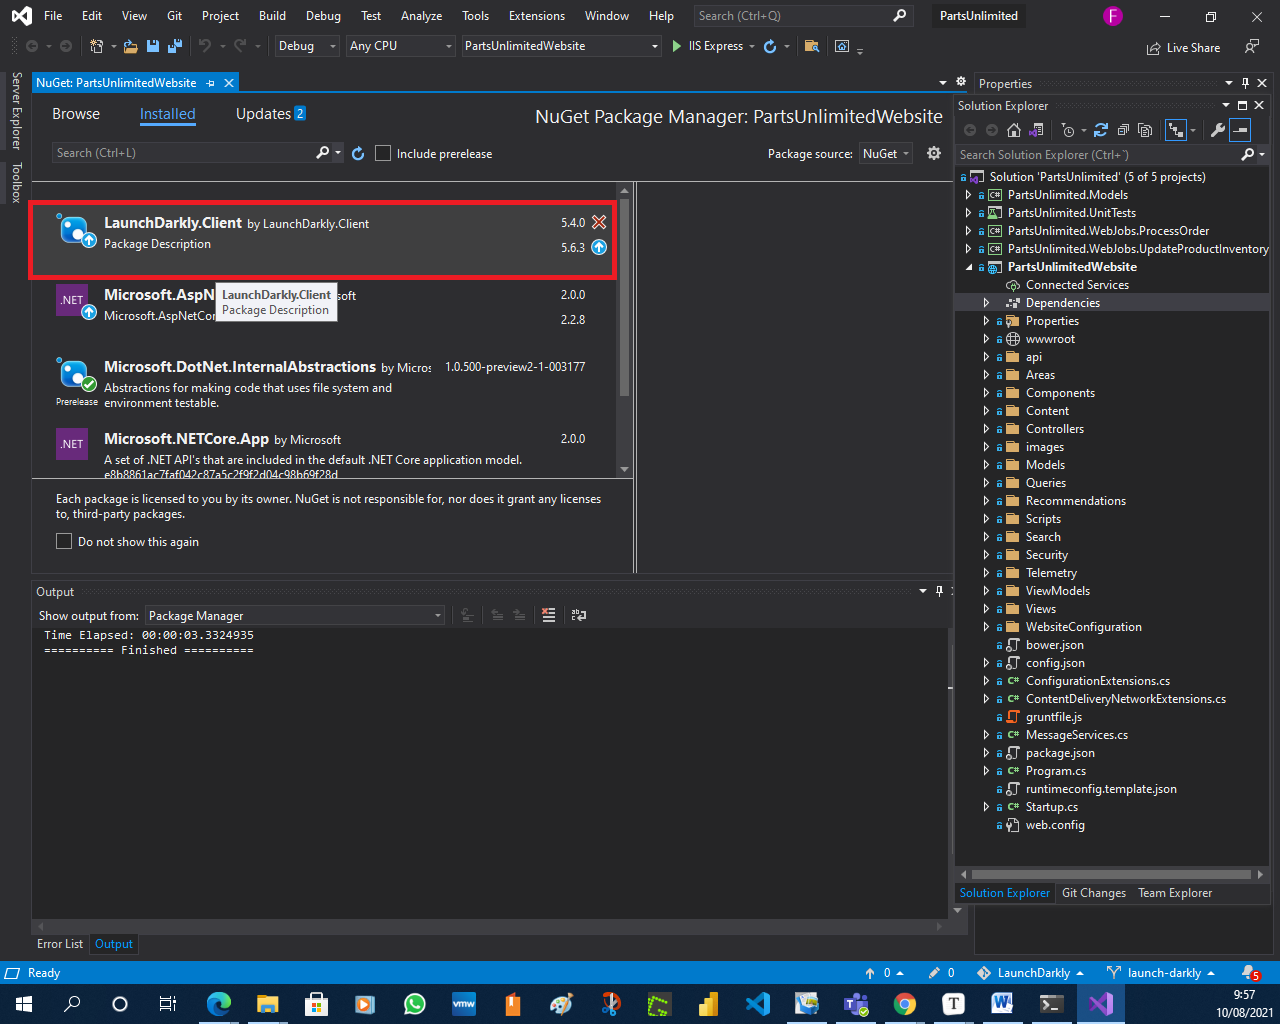 File Edit View Git Project Build Debug Test Analyze Tools Extensions Window Help Search (Ctrl+Q) PartsUnlimited F
Debug Any CPU PartsUnlimitedWebsite IIS Express Live Share
Server Explorer
Toolbox
NuGet: PartsUnlimitedWebsite
Browse Installed Updates 2
NuGet Package Manager: PartsUnlimitedWebsite
Search (Ctrl+L) Include prerelease Package source: NuGet
LaunchDarkly.Client by LaunchDarkly.Client 5.4.0
Package Description 5.6.3
LaunchDarkly.Client
Package Description
.NET Microsoft.AspN soft 2.0.0
Microsoft.AspNetCor 2.2.8
Microsoft.DotNet.InternalAbstractions by Micros 1.0.500-preview2-1-003177
Abstractions for making code that uses file system and
environment testable.
Prerelease
.NET Microsoft.NETCore.App by Microsoft 2.0.0
A set of .NET API's that are included in the default .NET Core application model.
e8b8861ac7faf042c87a5c2f9f2d04c98b69f28d
Each package is licensed to you by its owner. NuGet is not responsible for, nor does it grant any licenses
to, third-party packages.
Do not show this again
Output
Show output from: Package Manager
Time Elapsed: 00:00:03.3324935
========== Finished ==========
Error List Output
Properties
Solution Explorer
Search Solution Explorer (Ctrl+`)
Solution 'PartsUnlimited' (5 of 5 projects)
PartsUnlimited.Models
PartsUnlimited.UnitTests
PartsUnlimited.WebJobs.ProcessOrder
PartsUnlimited.WebJobs.UpdateProductInventory
PartsUnlimitedWebsite
Connected Services
Dependencies
Properties
wwwroot
api
Areas
Components
Content
Controllers
images
Models
Queries
Recommendations
Scripts
Search
Security
Telemetry
ViewModels
Views
WebsiteConfiguration
bower.json
config.json
ConfigurationExtensions.cs
ContentDeliveryNetworkExtensions.cs
gruntfile.js
MessageServices.cs
package.json
Program.cs
runtimeconfig.template.json
Startup.cs
web.config
Solution Explorer Git Changes Team Explorer
Ready 0 0 LaunchDarkly launch-darkly 5
vmw T W 9:57
10/08/2021